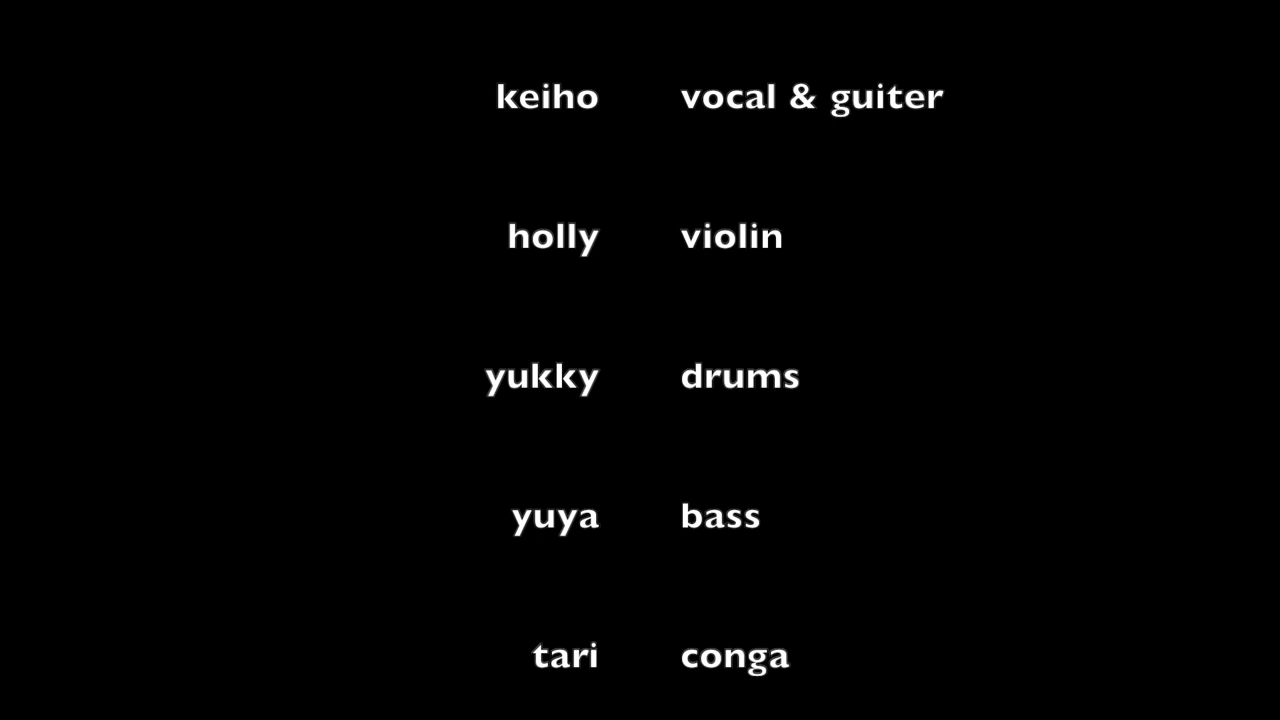 keiho vocal & guiter
holly violin
yukky drums
yuya bass
tari conga